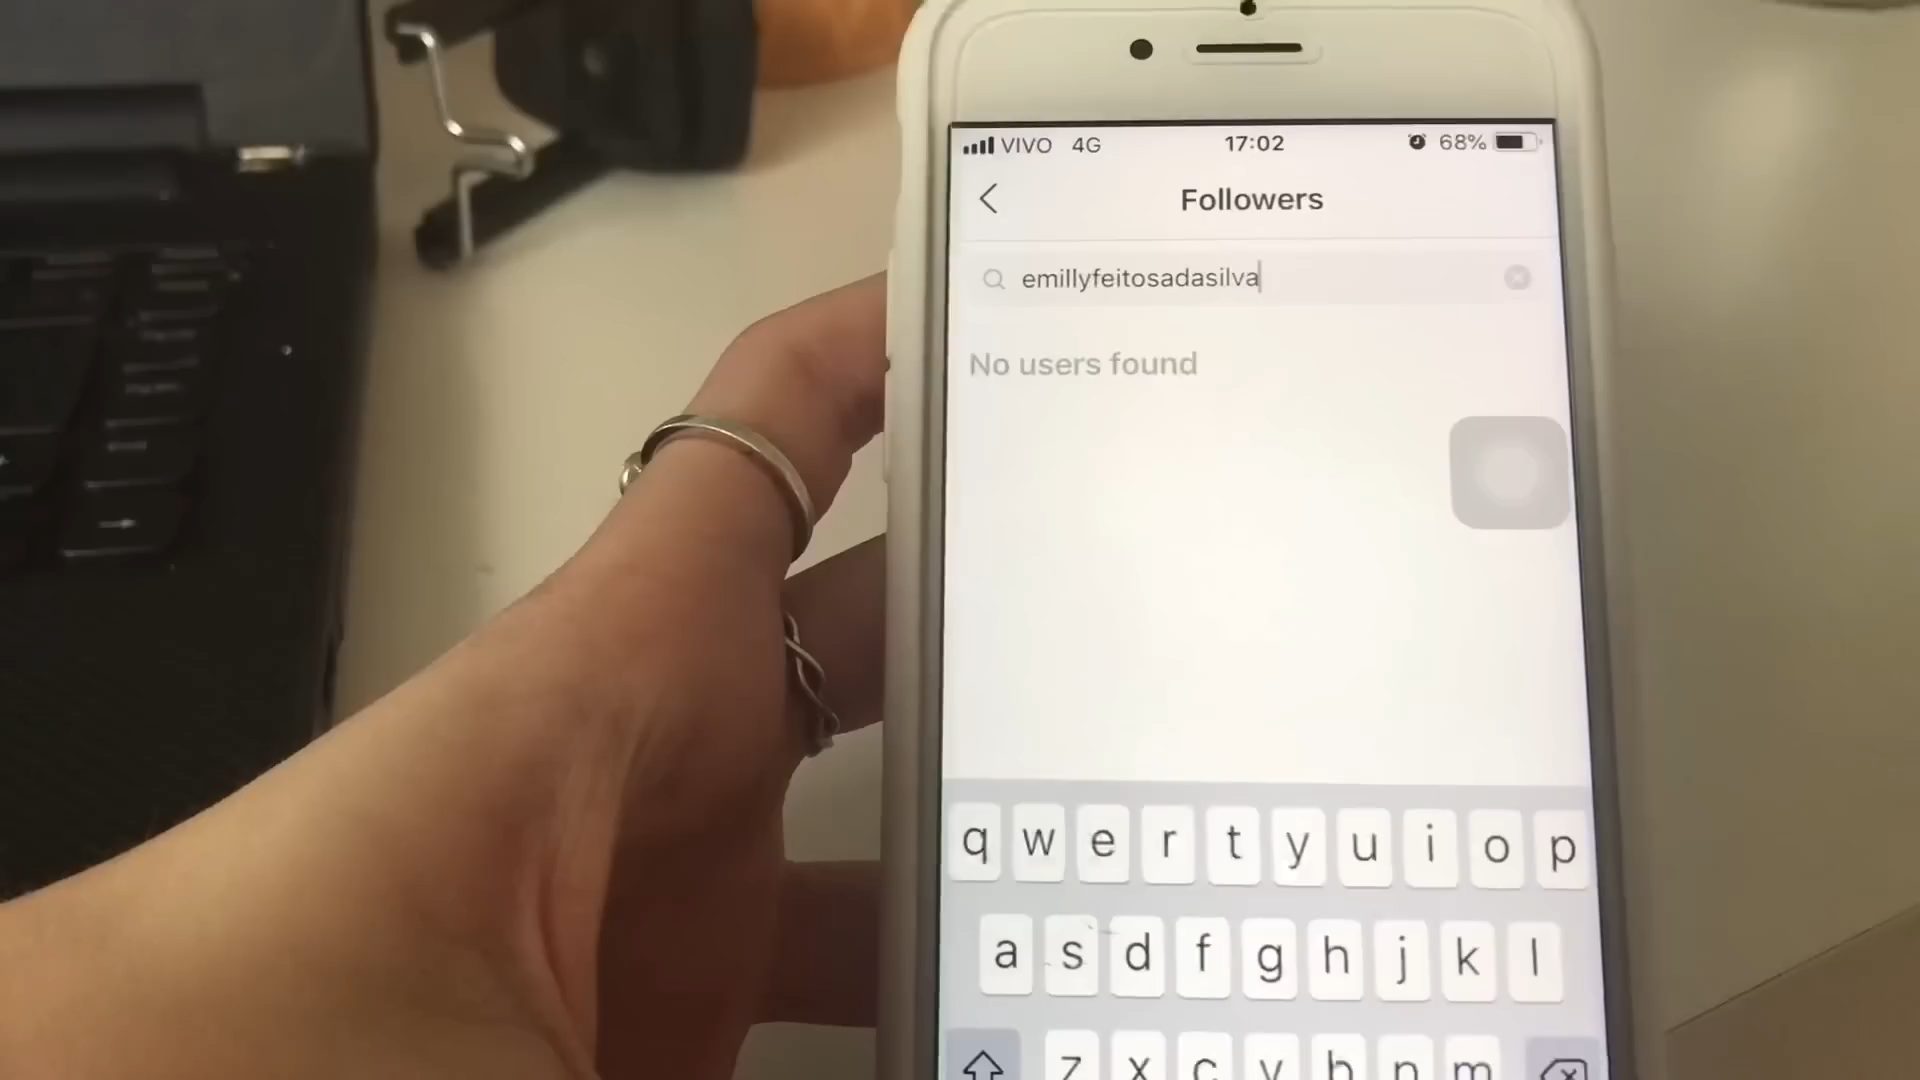 VIVO 4G 17:02 68%
Followers
emillyfeitosadasilva
No users found
q w e r t y u i o p
a s d f g h j k l
z x c v b n m